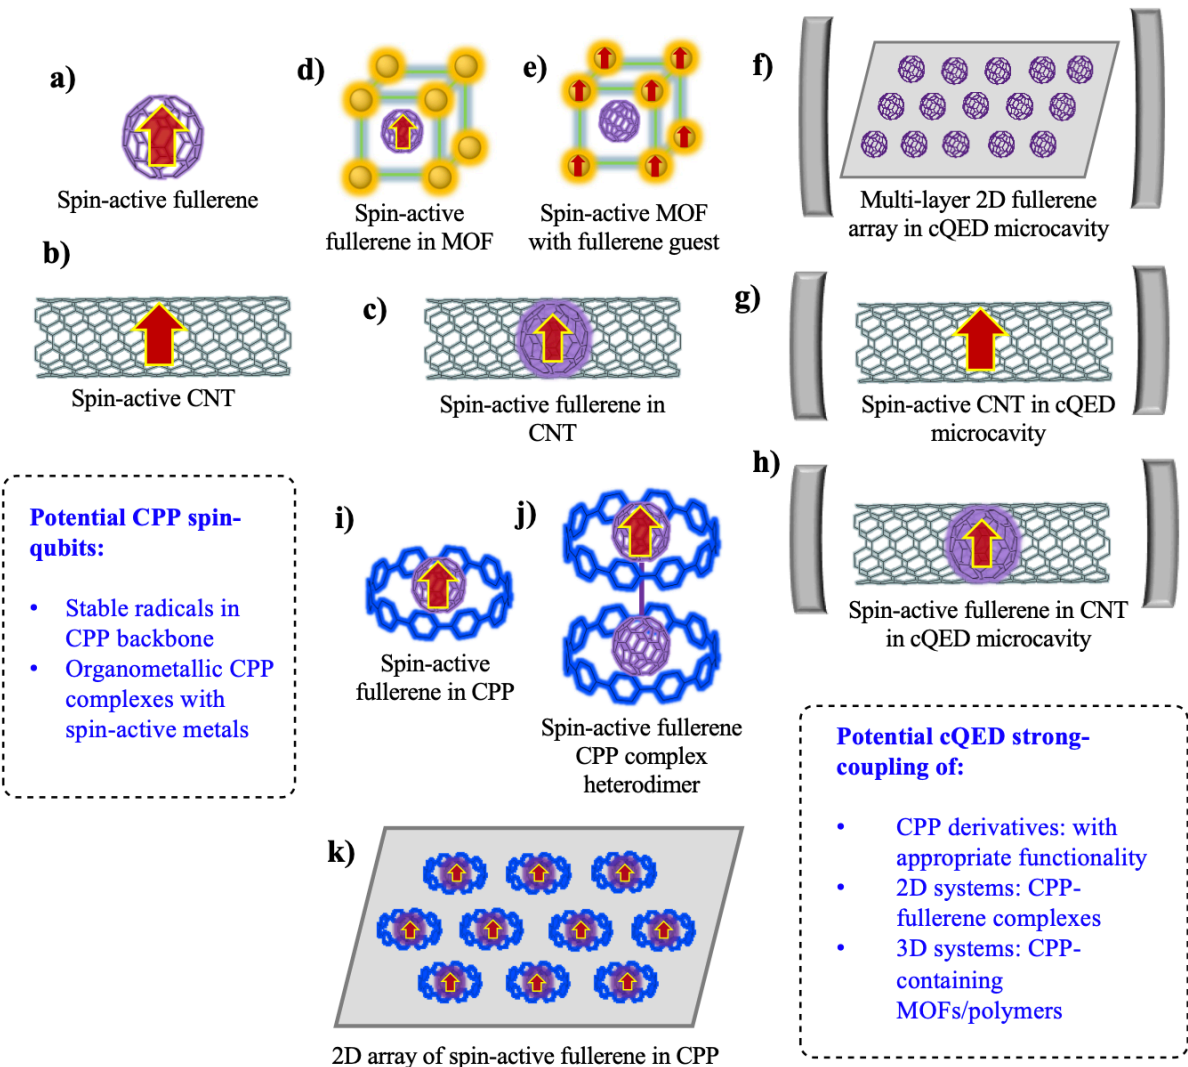 a)
Spin-active fullerene
b)
Spin-active CNT
c)
Spin-active fullerene in
CNT
d)
Spin-active
fullerene in MOF
e)
Spin-active MOF
with fullerene guest
f)
Multi-layer 2D fullerene
array in cQED microcavity
g)
Spin-active CNT in cQED
microcavity
h)
Spin-active fullerene in CNT
in cQED microcavity
Potential CPP spin-
qubits:
• Stable radicals in
CPP backbone
• Organometallic CPP
complexes with
spin-active metals
i)
Spin-active
fullerene in CPP
j)
Spin-active fullerene
CPP complex
heterodimer
k)
2D array of spin-active fullerene in CPP
Potential cQED strong-
coupling of:
• CPP derivatives: with
appropriate functionality
• 2D systems: CPP-
fullerene complexes
• 3D systems: CPP-
containing
MOFs/polymers